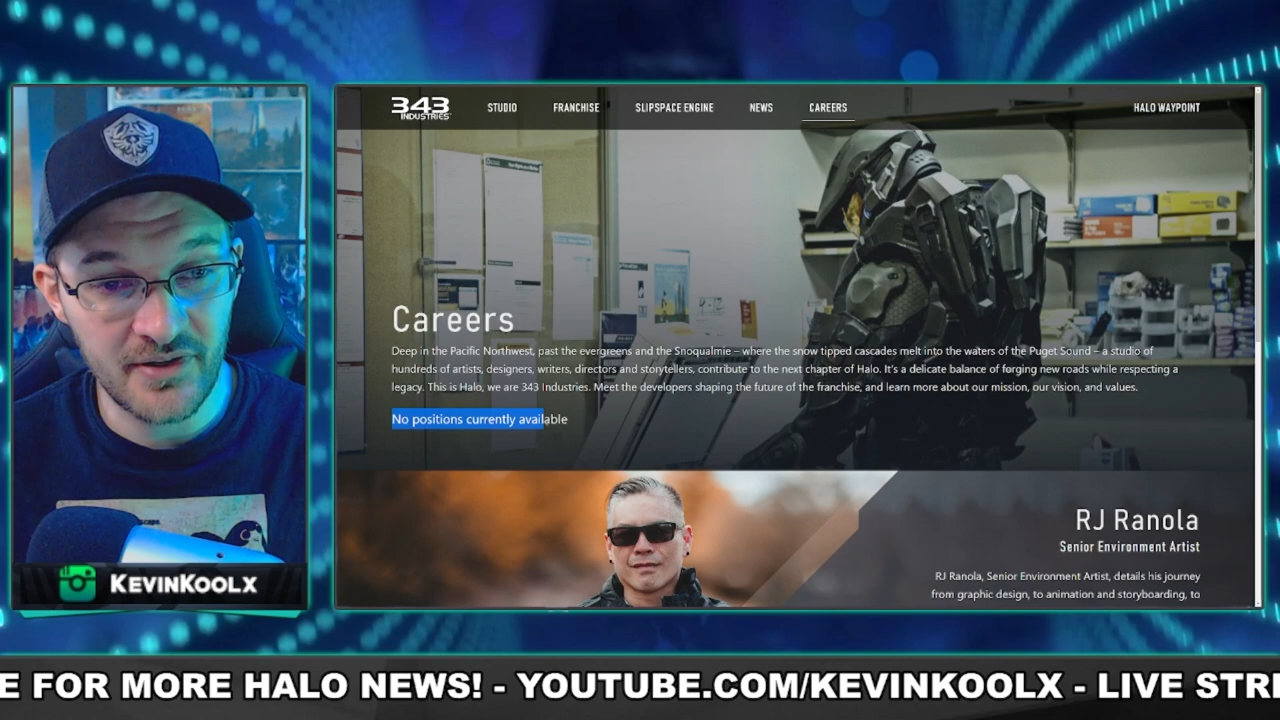 343 INDUSTRIES
STUDIO FRANCHISE SLIPSPACE ENGINE NEWS CAREERS HALO WAYPOINT
Careers
Deep in the Pacific Northwest, past the evergreens and the Snoqualmie – where the snow tipped cascades melt into the waters of the Puget Sound – a studio of
hundreds of artists, designers, writers, directors and storytellers, contribute to the next chapter of Halo. It's a delicate balance of forging new roads while respecting a
legacy. This is Halo, we are 343 Industries. Meet the developers shaping the future of the franchise, and learn more about our mission, our vision, and values.
No positions currently available
RJ Ranola
Senior Environment Artist
RJ Ranola, Senior Environment Artist, details his journey
from graphic design, to animation and storyboarding, to
KEVINKOOLX
E FOR MORE HALO NEWS! - YOUTUBE.COM/KEVINKOOLX - LIVE STRE